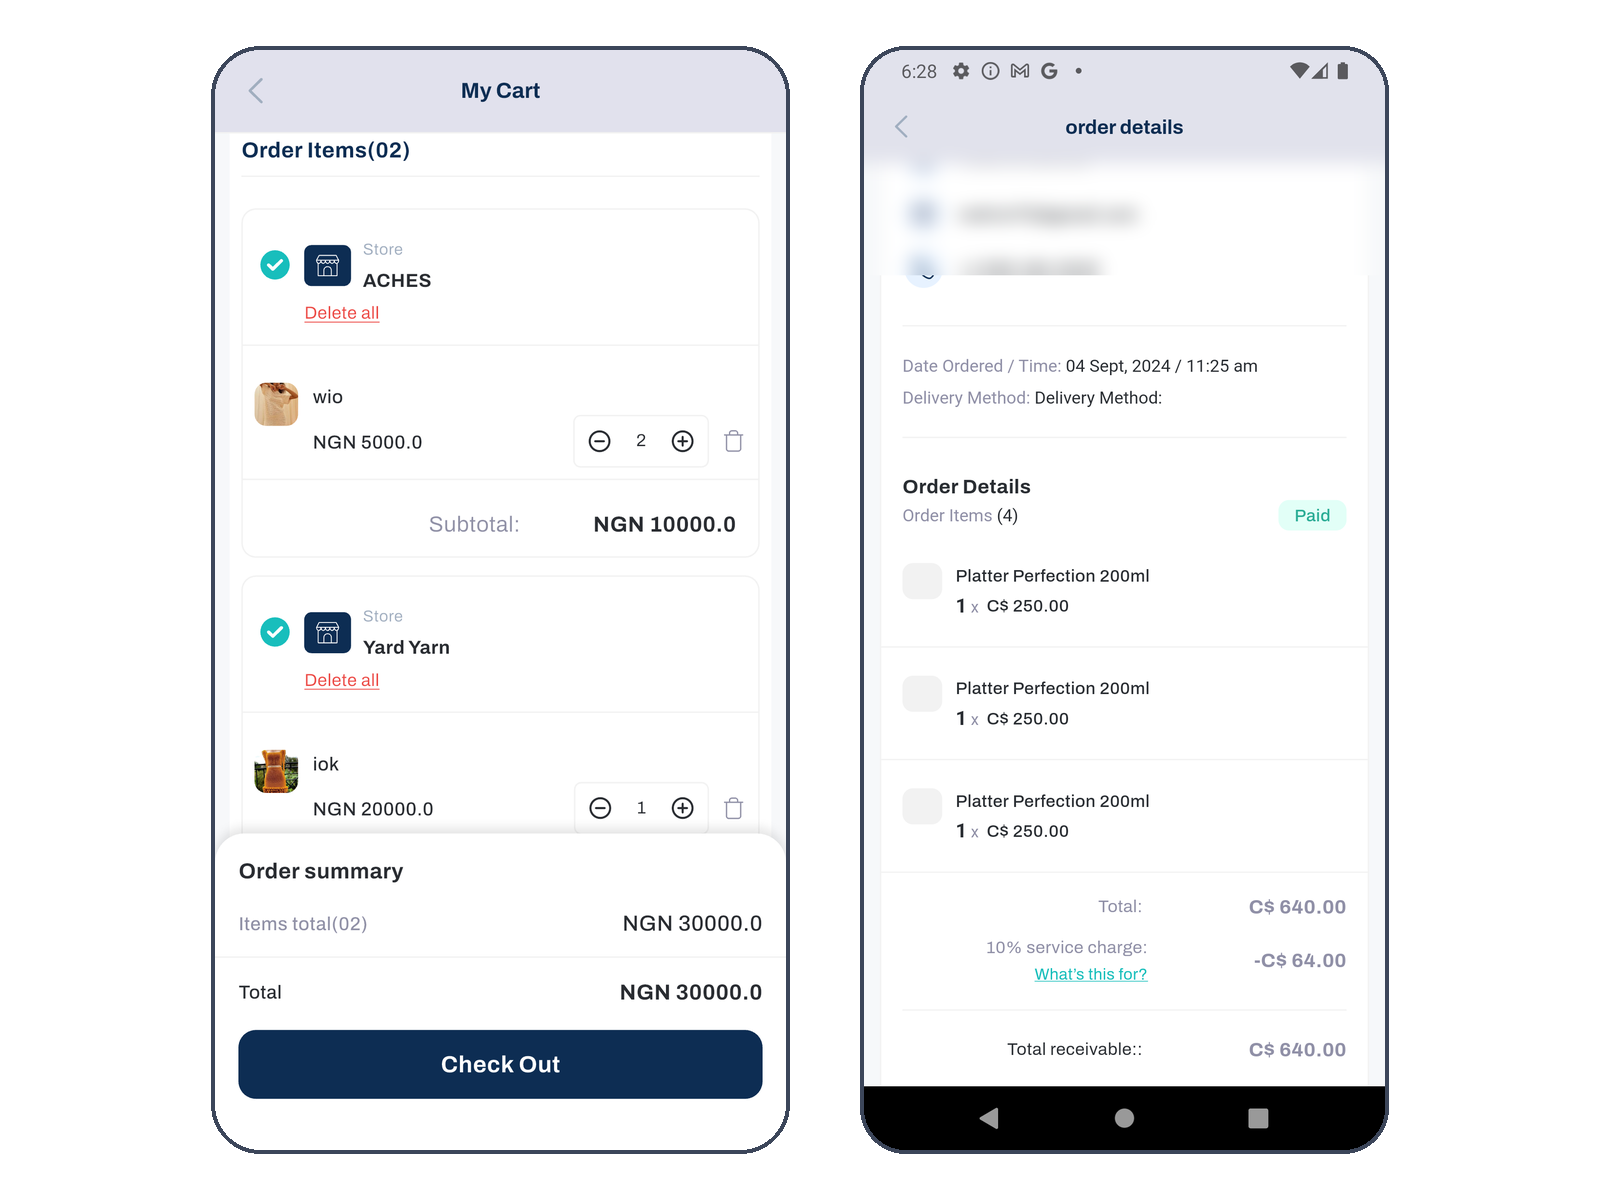 My Cart
Order Items(02)
Store
ACHES
Delete all
wio
NGN 5000.0
2
Subtotal:
NGN 10000.0
Store
Yard Yarn
Delete all
iok
NGN 20000.0
1
Order summary
Items total(02)
NGN 30000.0
Total
NGN 30000.0
Check Out
6:28
order details
Date Ordered / Time: 04 Sept, 2024 / 11:25 am
Delivery Method: Delivery Method:
Order Details
Order Items (4)
Paid
Platter Perfection 200ml
1 x C$ 250.00
Platter Perfection 200ml
1 x C$ 250.00
Platter Perfection 200ml
1 x C$ 250.00
Total:
C$ 640.00
10% service charge:
-C$ 64.00
What's this for?
Total receivable::
C$ 640.00